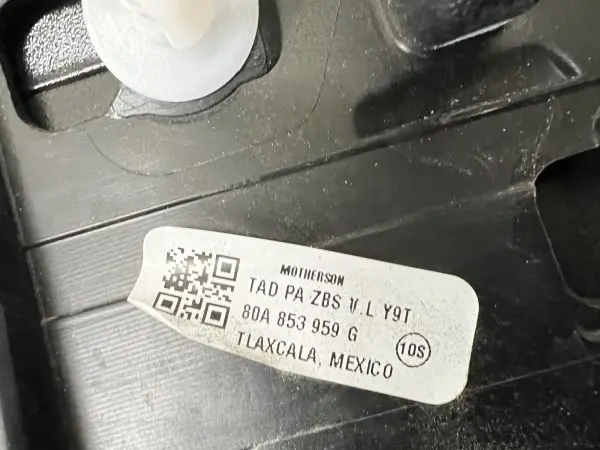 MOTHERSON
TAD PA ZBS V.L Y9T
80A 853 959 G
TLAXCALA, MEXICO
10S